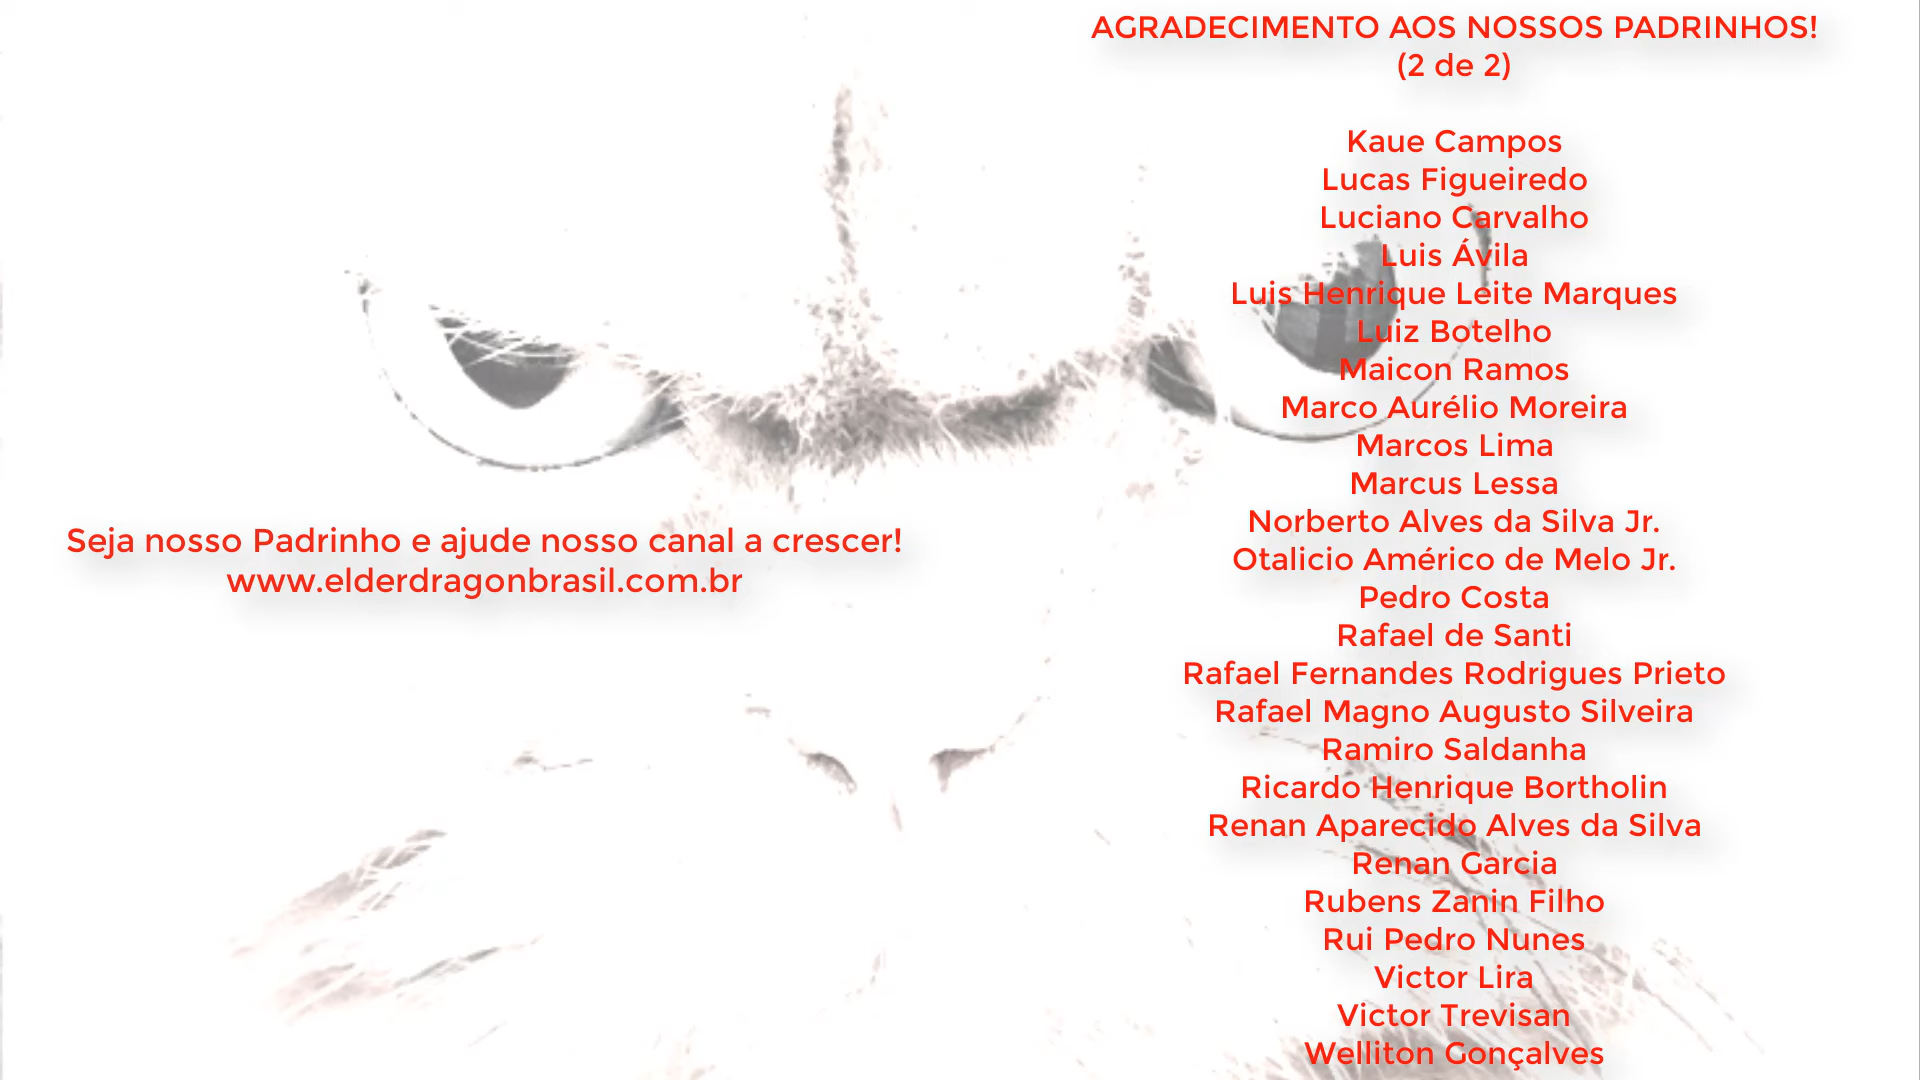 AGRADECIMENTO AOS NOSSOS PADRINHOS!
(2 de 2)
Kaue Campos
Lucas Figueiredo
Luciano Carvalho
Luis Ávila
Luis Henrique Leite Marques
Luiz Botelho
Maicon Ramos
Marco Aurélio Moreira
Marcos Lima
Marcus Lessa
Norberto Alves da Silva Jr.
Otalicio Américo de Melo Jr.
Pedro Costa
Rafael de Santi
Rafael Fernandes Rodrigues Prieto
Rafael Magno Augusto Silveira
Ramiro Saldanha
Ricardo Henrique Bortholin
Renan Aparecido Alves da Silva
Renan Garcia
Rubens Zanin Filho
Rui Pedro Nunes
Victor Lira
Victor Trevisan
Welliton Gonçalves
Seja nosso Padrinho e ajude nosso canal a crescer!
www.elderdragonbrasil.com.br